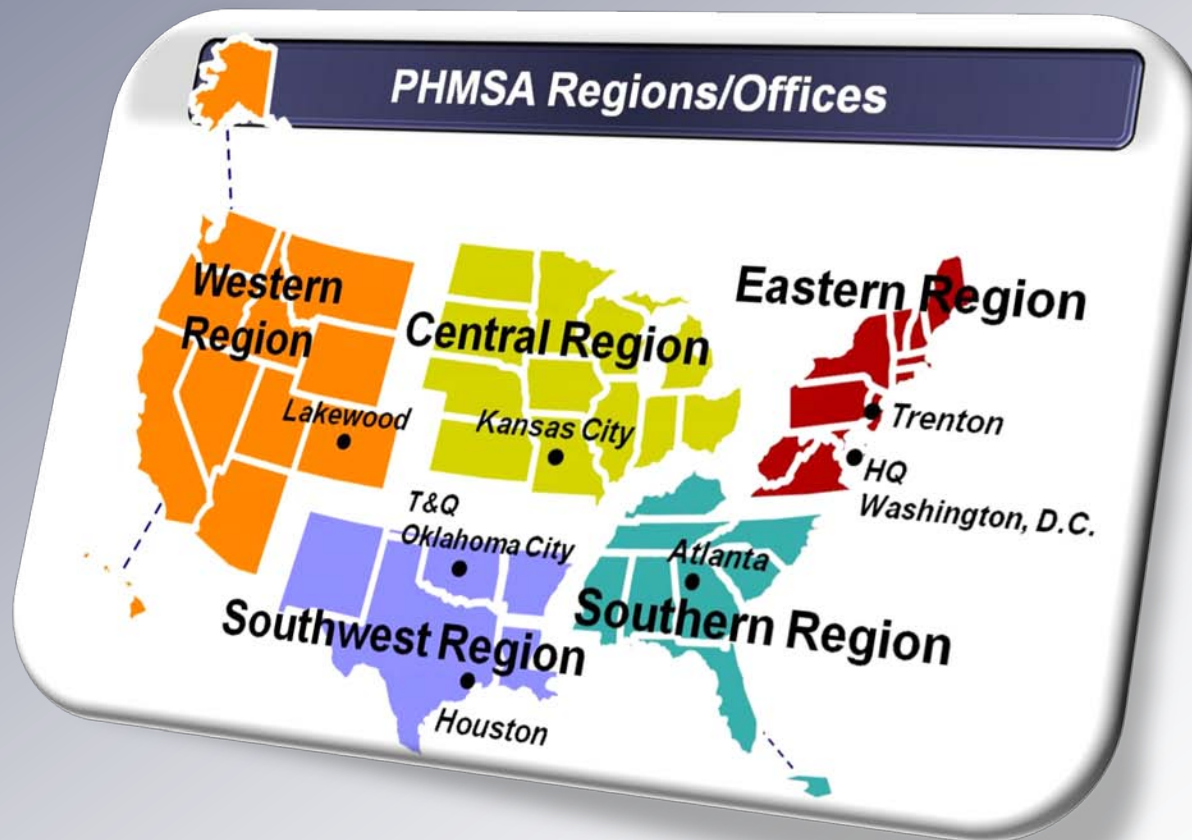 PHMSA Regions/Offices
Western
Region
Central Region
Eastern Region
Lakewood
Kansas City
Trenton
HQ
Washington, D.C.
T&Q
Oklahoma City
Atlanta
Southwest Region
Southern Region
Houston